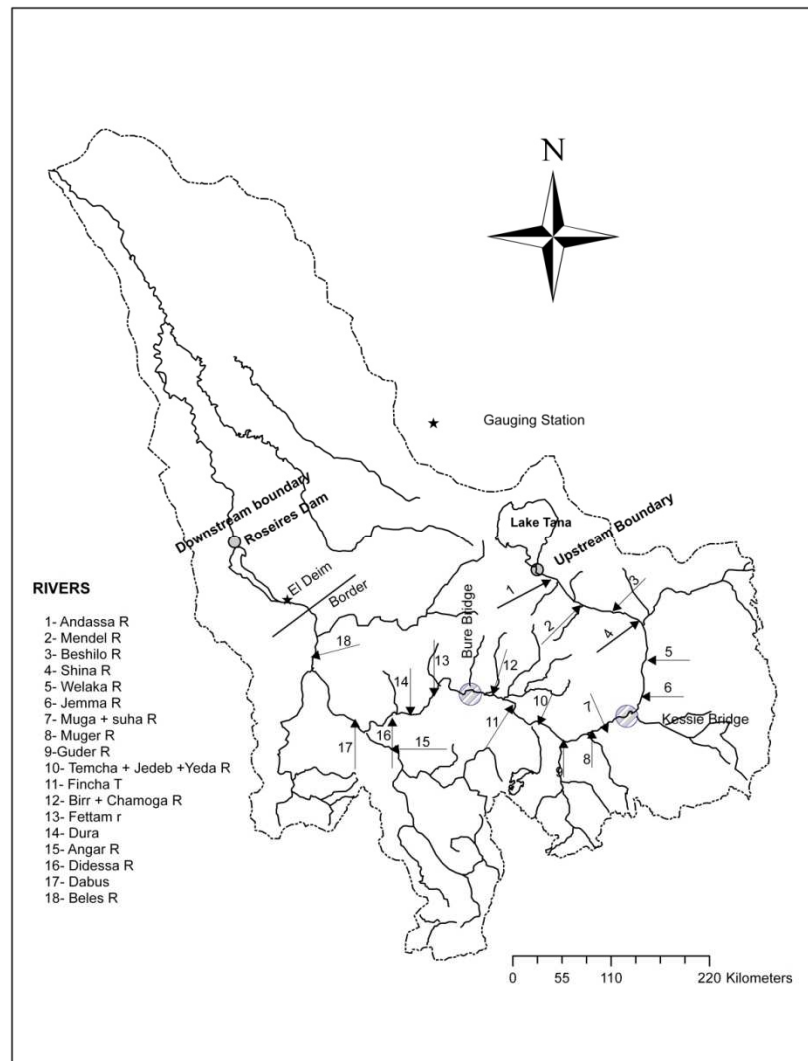 N
Gauging Station
Downstream boundary
Roseires Dam
Lake Tana
Upstream Boundary
El Deim
Border
Bure Bridge
Kessie Bridge
1
2
3
4
5
6
7
8
9
10
11
12
13
14
15
16
17
18
RIVERS
1- Andassa R
2- Mendel R
3- Beshilo R
4- Shina R
5- Welaka R
6- Jemma R
7- Muga + suha R
8- Muger R
9-Guder R
10- Temcha + Jedeb +Yeda R
11- Fincha T
12- Birr + Chamoga R
13- Fettam r
14- Dura
15- Angar R
16- Didessa R
17- Dabus
18- Beles R
0 55 110 220 Kilometers